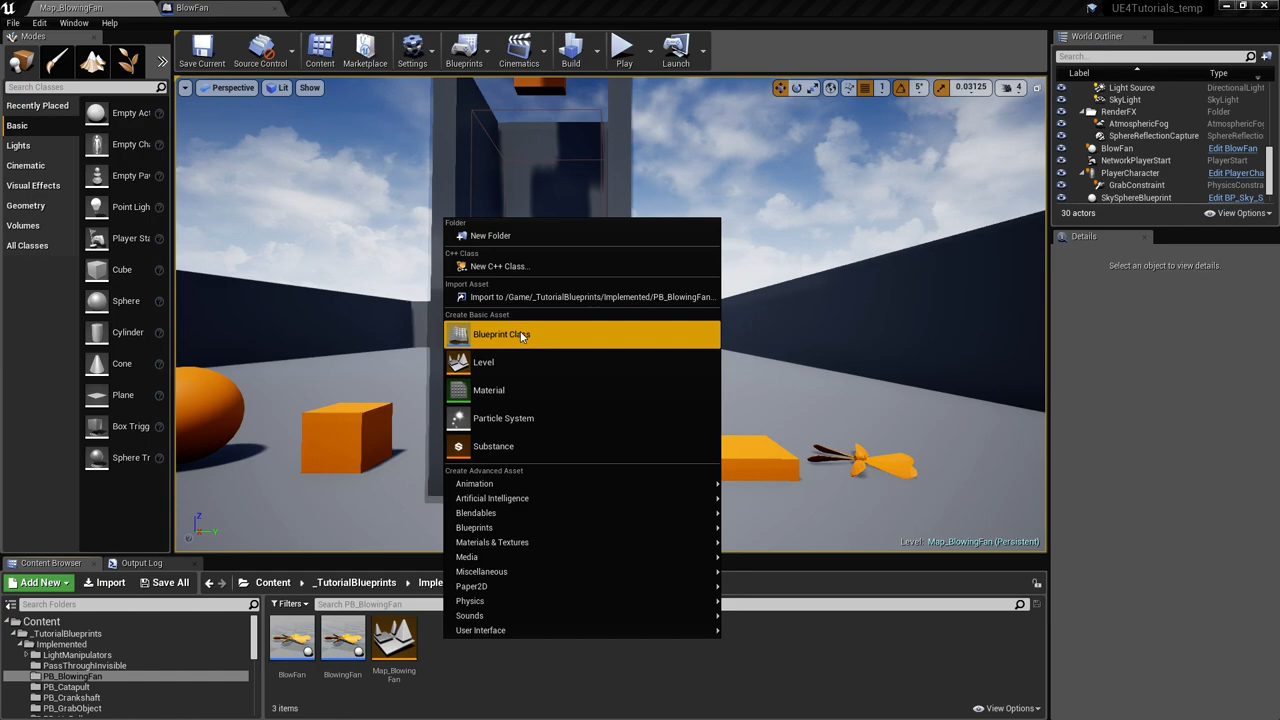 Map_BlowingFan
BlowFan
UE4Tutorials_temp
File Edit Window Help
Modes
Search Classes
Recently Placed
Basic
Lights
Cinematic
Visual Effects
Geometry
Volumes
All Classes
Empty Act
Empty Cha
Empty Pa
Point Ligh
Player Sta
Cube
Sphere
Cylinder
Cone
Plane
Box Trigg
Sphere Tr
Save Current
Source Control
Content
Marketplace
Settings
Blueprints
Cinematics
Build
Play
Launch
Perspective
Lit
Show
1
5°
0.03125
4
Folder
New Folder
C++ Class
New C++ Class...
Import Asset
Import to /Game/_TutorialBlueprints/Implemented/PB_BlowingFan...
Create Basic Asset
Blueprint Class
Level
Material
Particle System
Substance
Create Advanced Asset
Animation
Artificial Intelligence
Blendables
Blueprints
Materials & Textures
Media
Miscellaneous
Paper2D
Physics
Sounds
User Interface
Z
X
Y
Level: Map_BlowingFan (Persistent)
World Outliner
Search...
Label Type
Light Source DirectionalLight
SkyLight SkyLight
RenderFX Folder
AtmosphericFog AtmosphericFog
SphereReflectionCapture SphereReflectio
BlowFan Edit BlowFan
NetworkPlayerStart PlayerStart
PlayerCharacter Edit PlayerCha
GrabConstraint PhysicsConstra
SkySphereBlueprint Edit BP_Sky_S
30 actors
View Options
Details
Select an object to view details.
Content Browser
Output Log
Add New
Import
Save All
Content
_TutorialBlueprints
Impleme
Search Folders
Filters
Search PB_BlowingFan
Content
_TutorialBlueprints
Implemented
LightManipulators
PassThroughInvisible
PB_BlowingFan
PB_Catapult
PB_Crankshaft
PB_GrabObject
BlowFan
BlowingFan
Map_Blowing
Fan
3 items
View Options